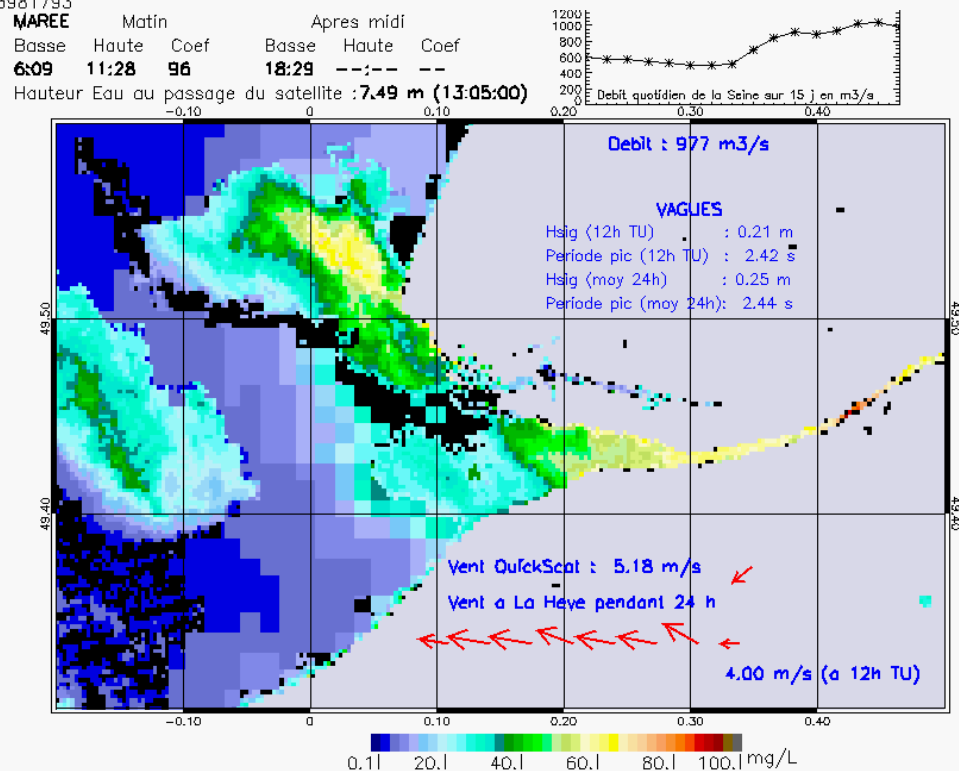 MAREE Matin Apres midi
Basse Haute Coef Basse Haute Coef
6:09 11:28 96 18:29 --:-- --
Hauteur Eau au passage du satellite :7.49 m (13:05:00)
1200
1000
800
600
400
200
0
Debit quotidien de la Seine sur 15 j en m3/s
-0.10 0 0.10 0.20 0.30 0.40
Debit : 977 m3/s
VAGUES
Hsig (12h TU) : 0.21 m
Periode pic (12h TU) : 2.42 s
Hsig (moy 24h) : 0.25 m
Periode pic (moy 24h): 2.44 s
49.50 49.50
49.40 49.40
Vent QuickScat : 5.18 m/s
Vent a La Heve pendant 24 h
4.00 m/s (a 12h TU)
-0.10 0 0.10 0.20 0.30 0.40
0.1| 20.| 40.| 60.| 80.| 100.| mg/L